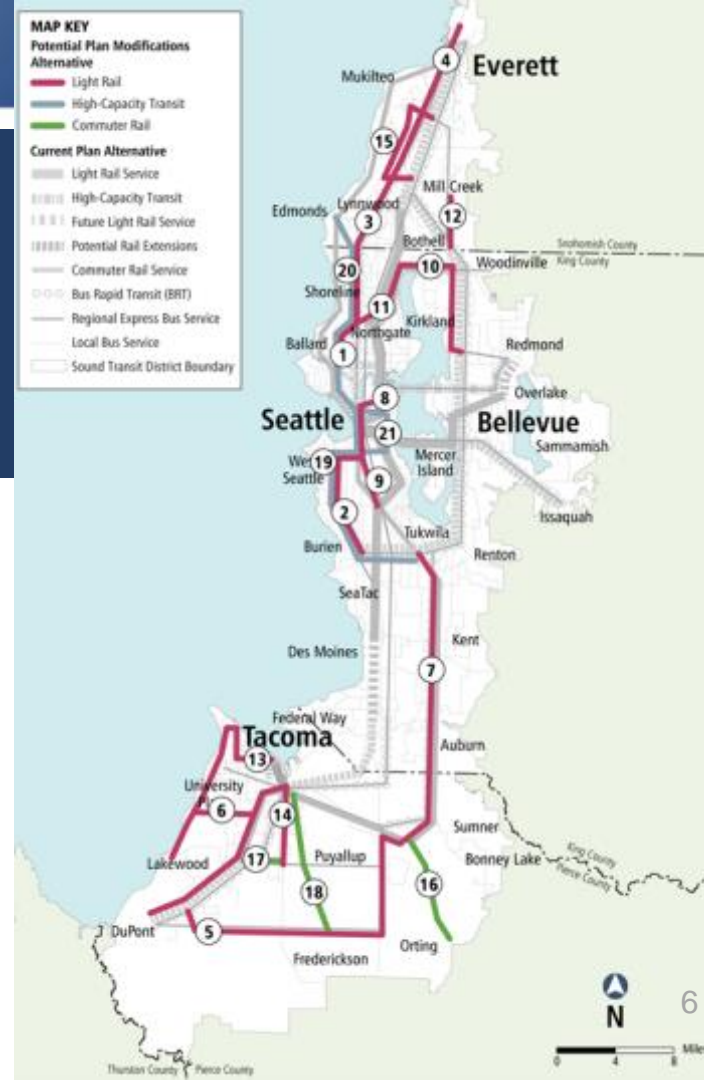 MAP KEY
Potential Plan Modifications
Alternative
Light Rail
High-Capacity Transit
Commuter Rail
Current Plan Alternative
Light Rail Service
High-Capacity Transit
Future Light Rail Service
Potential Rail Extensions
Commuter Rail Service
Bus Rapid Transit (BRT)
Regional Express Bus Service
Local Bus Service
Sound Transit District Boundary
4
Everett
Mukilteo
15
Mill Creek
Edmonds
Lynnwood
3
12
Bothell
Snohomish County
King County
20
10
Woodinville
Shoreline
11
Kirkland
Northgate
Ballard
1
Redmond
8
Overlake
Seattle
21
Bellevue
Sammamish
19
Seattle
Mercer
Island
9
2
Issaquah
Tukwila
Burien
Renton
SeaTac
Kent
Des Moines
7
Federal Way
Tacoma
13
Auburn
University
6
14
Sumner
King County
Pierce County
Lakewood
17
Puyallup
Bonney Lake
18
16
DuPont
5
Orting
Frederickson
N
6
Miles
0 4 8
Thurston County
Pierce County